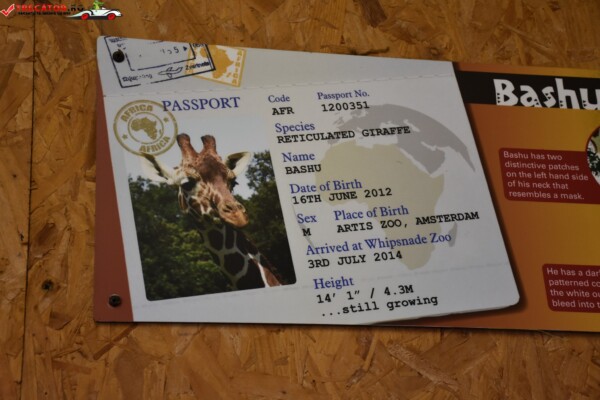 TRECATOR.RO
PASSPORT
AFRICA
AFRICA
Code
Passport No.
AFR
1200351
Species
RETICULATED GIRAFFE
Name
BASHU
Date of Birth
16TH JUNE 2012
Sex
Place of Birth
M
ARTIS ZOO, AMSTERDAM
Arrived at Whipsnade Zoo
3RD JULY 2014
Height
14' 1" / 4.3M
...still growing
Bashu
Bashu has two
distinctive patches
on the left hand side
of his neck that
resembles a mask.
He has a dar
patterned co
the white ou
bleed into t